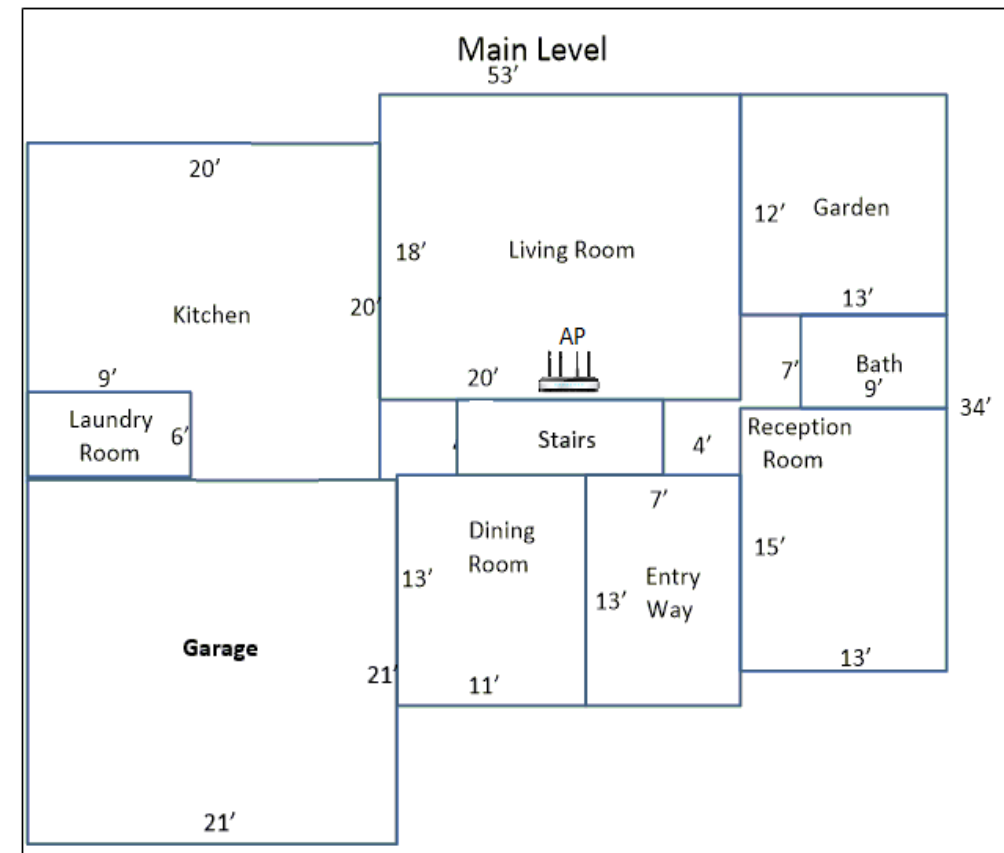 Main Level
53'
20'
12'
Garden
18'
Living Room
20'
Kitchen
13'
AP
9'
20'
7'
Bath
9'
34'
Laundry
Room
6'
Stairs
4'
Reception
Room
7'
Dining
Room
13'
Entry
Way
13'
15'
Garage
21'
11'
13'
21'